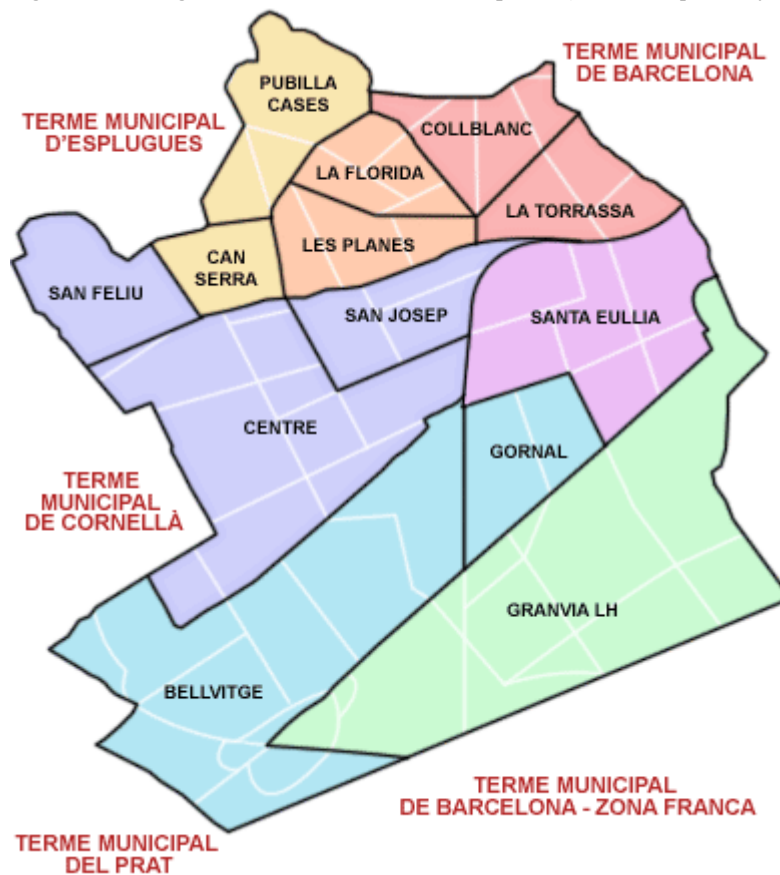 TERME MUNICIPAL
DE BARCELONA
PUBILLA
CASES
TERME MUNICIPAL
D'ESPLUGUES
COLLBLANC
LA FLORIDA
LA TORRASSA
LES PLANES
CAN
SERRA
SAN FELIU
SAN JOSEP
SANTA EULLIA
CENTRE
GORNAL
TERME
MUNICIPAL
DE CORNELLÀ
GRANVIA LH
BELLVITGE
TERME MUNICIPAL
DE BARCELONA - ZONA FRANCA
TERME MUNICIPAL
DEL PRAT